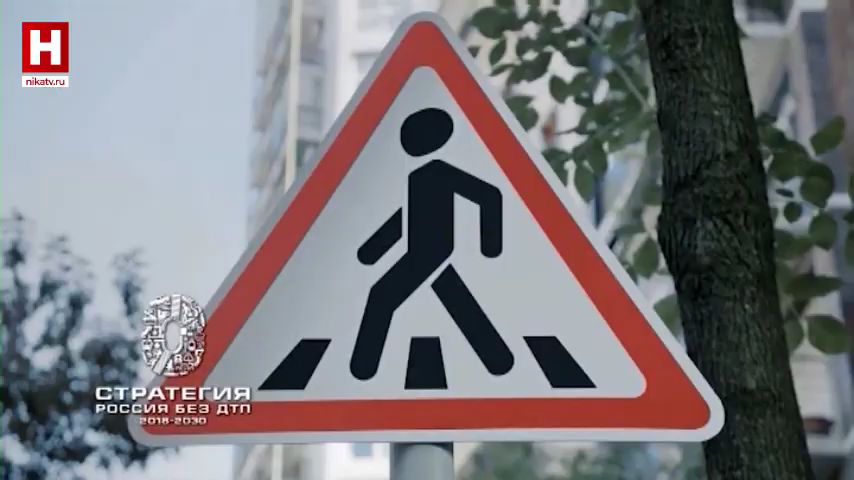 Н
nikatv.ru
СТРАТЕГИЯ
РОССИЯ БЕЗ ДТП
2018-2030